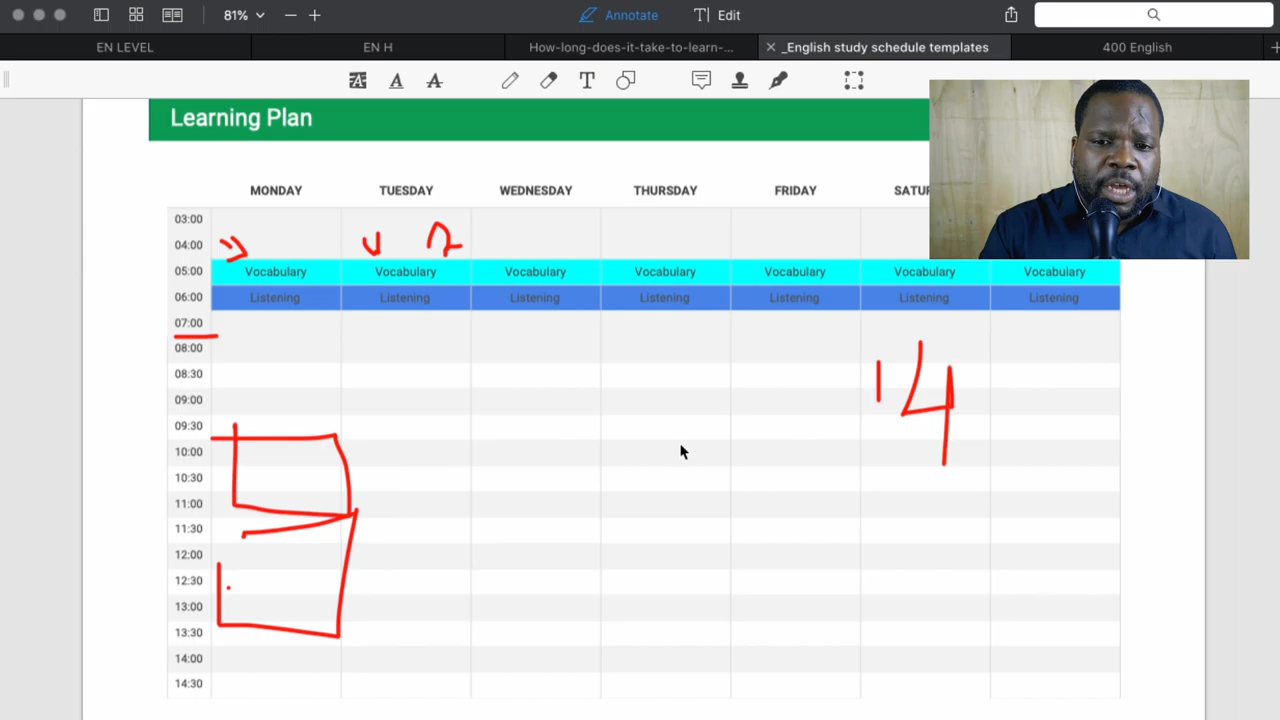 81% Annotate T Edit
EN LEVEL EN H How-long-does-it-take-to-learn-... _English study schedule templates 400 English
A A A T
Learning Plan
MONDAY TUESDAY WEDNESDAY THURSDAY FRIDAY
03:00
04:00 2
05:00 Vocabulary Vocabulary Vocabulary Vocabulary Vocabulary Vocabulary Vocabulary
06:00 Listening Listening Listening Listening Listening Listening Listening
07:00
08:00
08:30 14
09:00
09:30
10:00
10:30
11:00
11:30
12:00
12:30
13:00
13:30
14:00
14:30